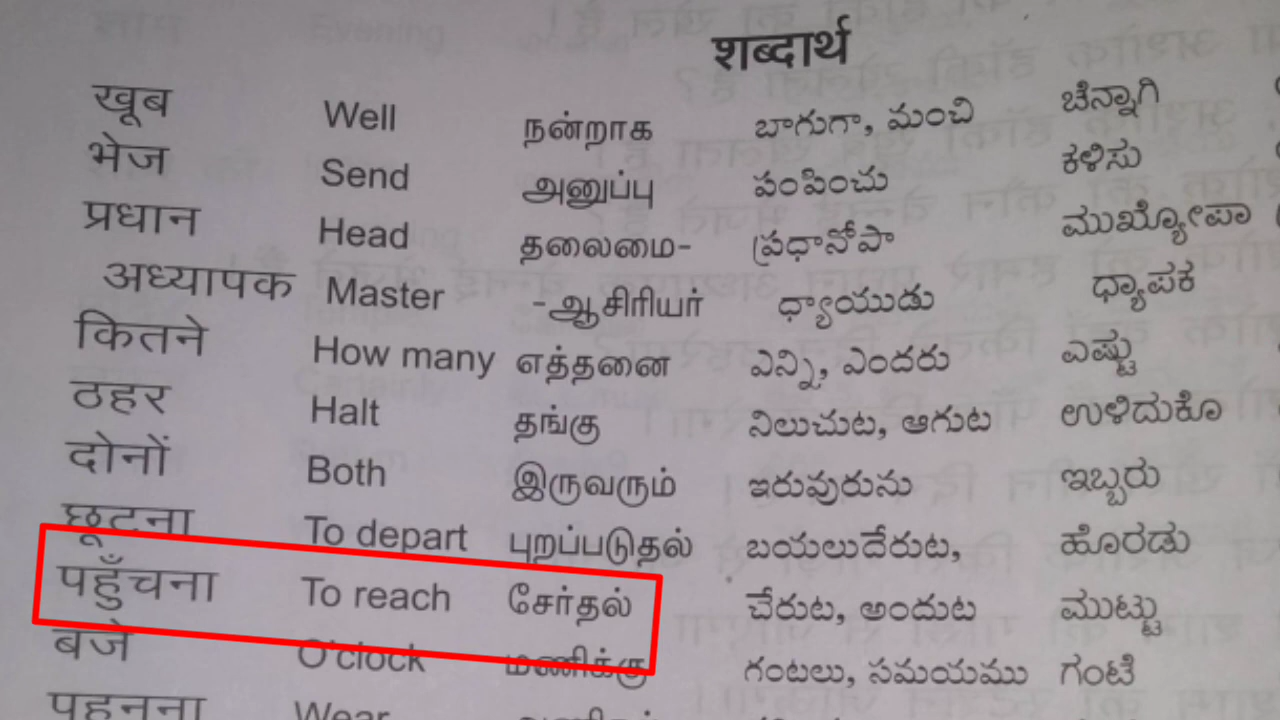 शब्दार्थ
खूब Well நன்றாக బాగుగా, మంచి ಚೆನ್ನಾಗಿ
भेज Send அனுப்பு పంపించు ಕಳಿಸು
प्रधान Head தலைமை- ప్రధానోపా ಮುಖ್ಯೋಪಾ
अध्यापक Master -ஆசிரியர் ధ్యాయుడు ಧ್ಯಾಪಕ
कितने How many எத்தனை ఎన్ని, ఎందరు ಎಷ್ಟು
ठहर Halt தங்கு నిలుచుట, ఆగుట ಉಳಿದುಕೊ
दोनों Both இருவரும் ఇరువురును ಇಬ್ಬರು
छूटना To depart புறப்படுதல் బయలుదేరుట, ಹೊರಡು
पहुँचना To reach சேர்தல் చేరుట, అందుట ಮುಟ್ಟು
बजे O'clock மணிக்கு గంటలు, సమయము ಗಂಟೆ
पहनना Wear